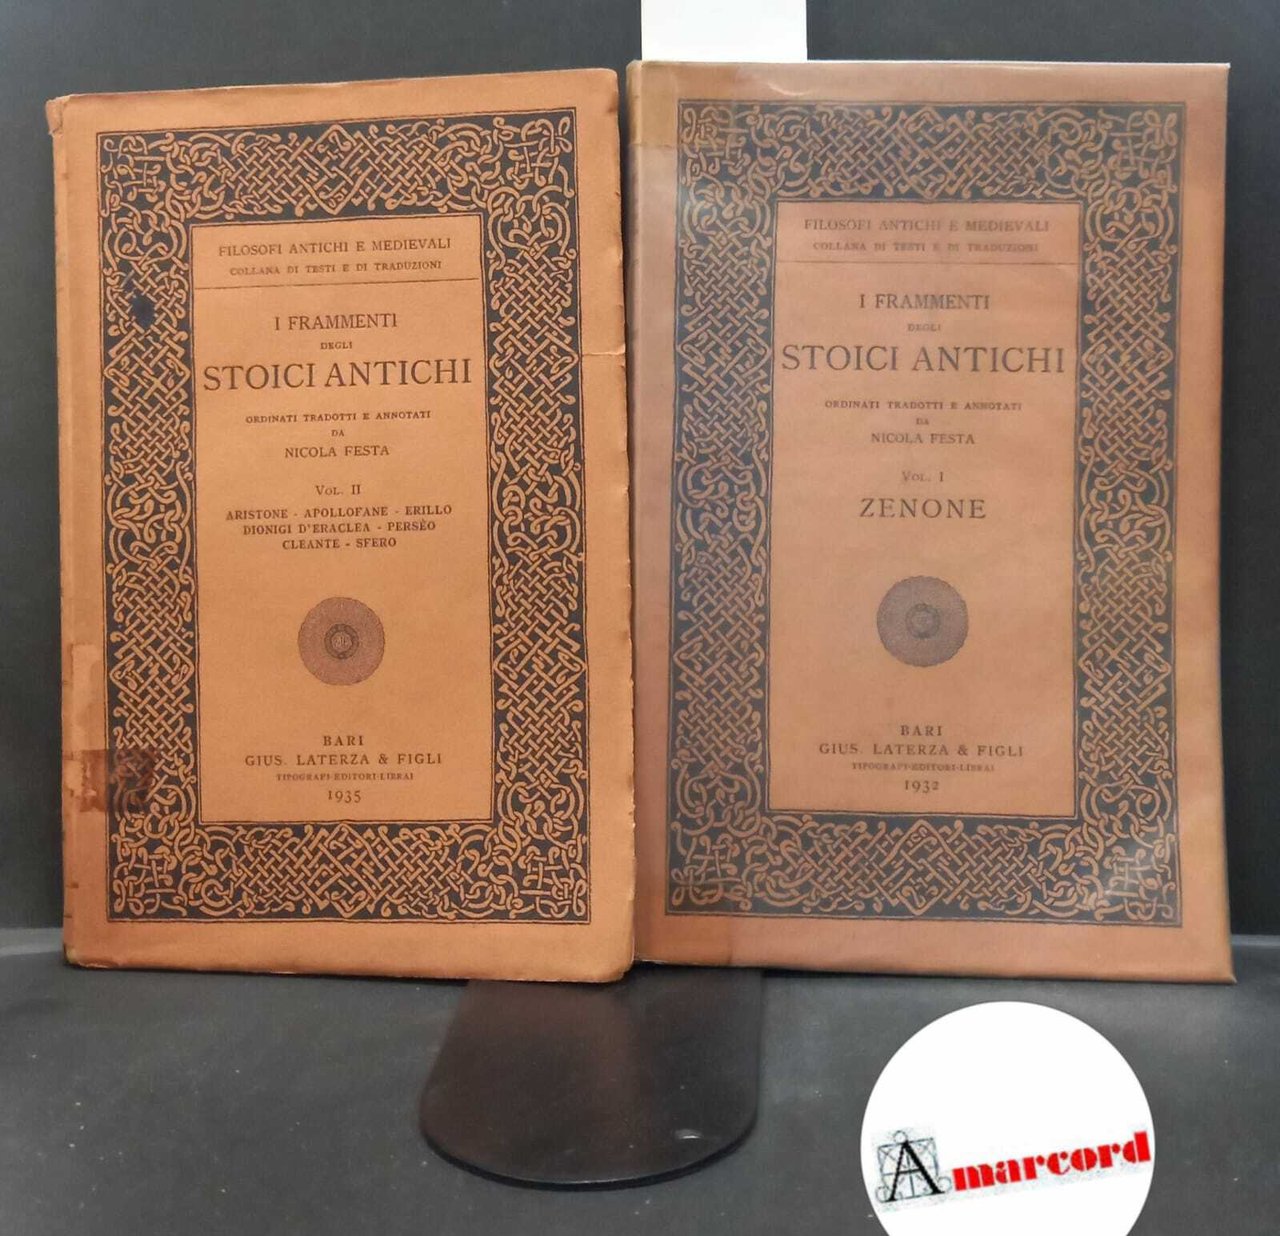 FILOSOFI ANTICHI E MEDIEVALI
COLLANA DI TESTI E DI TRADUZIONI
I FRAMMENTI
DEGLI
STOICI ANTICHI
ORDINATI TRADOTTI E ANNOTATI
DA
NICOLA FESTA
VOL. II
ARISTONE - APOLLOFANE - ERILLO
DIONIGI D'ERACLEA - PERSÈO
CLEANTE - SFERO
BARI
GIUS. LATERZA & FIGLI
TIPOGRAFI-EDITORI-LIBRAI
1935
FILOSOFI ANTICHI E MEDIEVALI
COLLANA DI TESTI E DI TRADUZIONI
I FRAMMENTI
DEGLI
STOICI ANTICHI
ORDINATI TRADOTTI E ANNOTATI
DA
NICOLA FESTA
VOL. I
ZENONE
BARI
GIUS. LATERZA & FIGLI
TIPOGRAFI-EDITORI-LIBRAI
1932
Amarcord